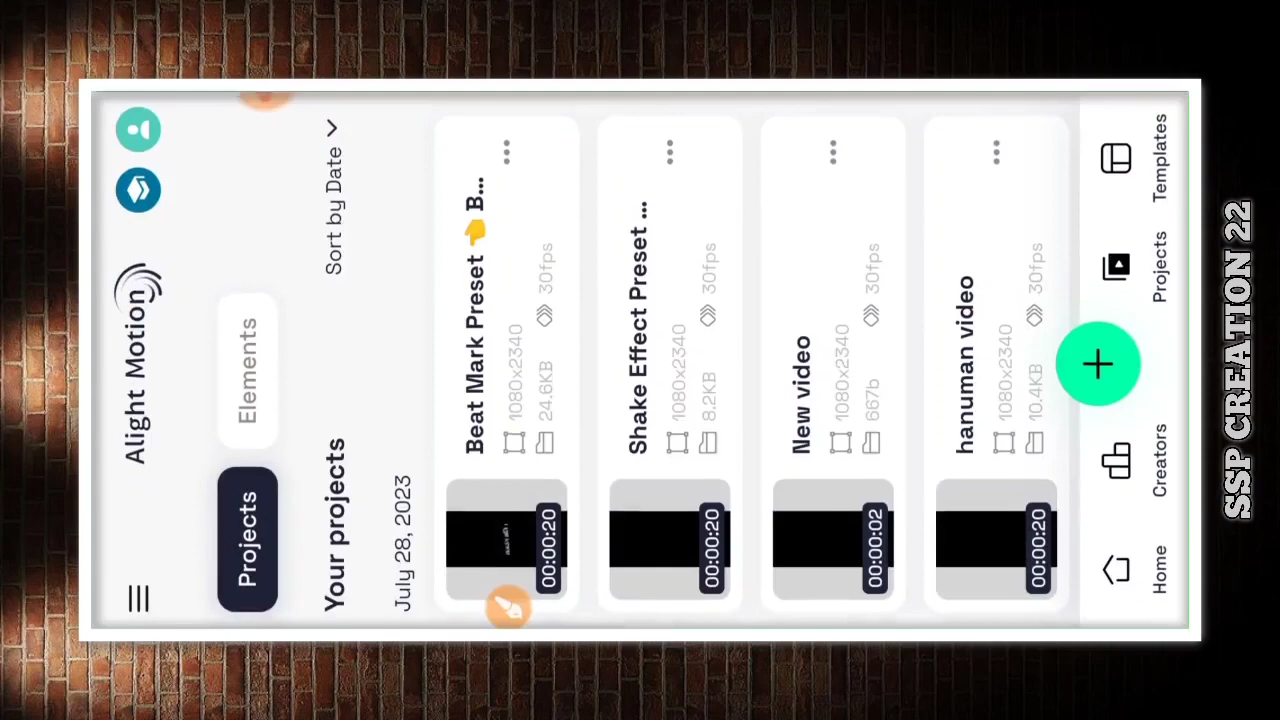 Alight Motion
Projects
Elements
Your projects
Sort by Date
July 28, 2023
Beat Mark Preset 👈 B...
1080x2340
24.6KB
30fps
00:00:20
Shake Effect Preset ...
1080x2340
8.2KB
30fps
00:00:20
New video
1080x2340
667b
30fps
00:00:02
hanuman video
1080x2340
10.4KB
30fps
00:00:20
Home
Creators
Projects
Templates
SSP CREATION 22